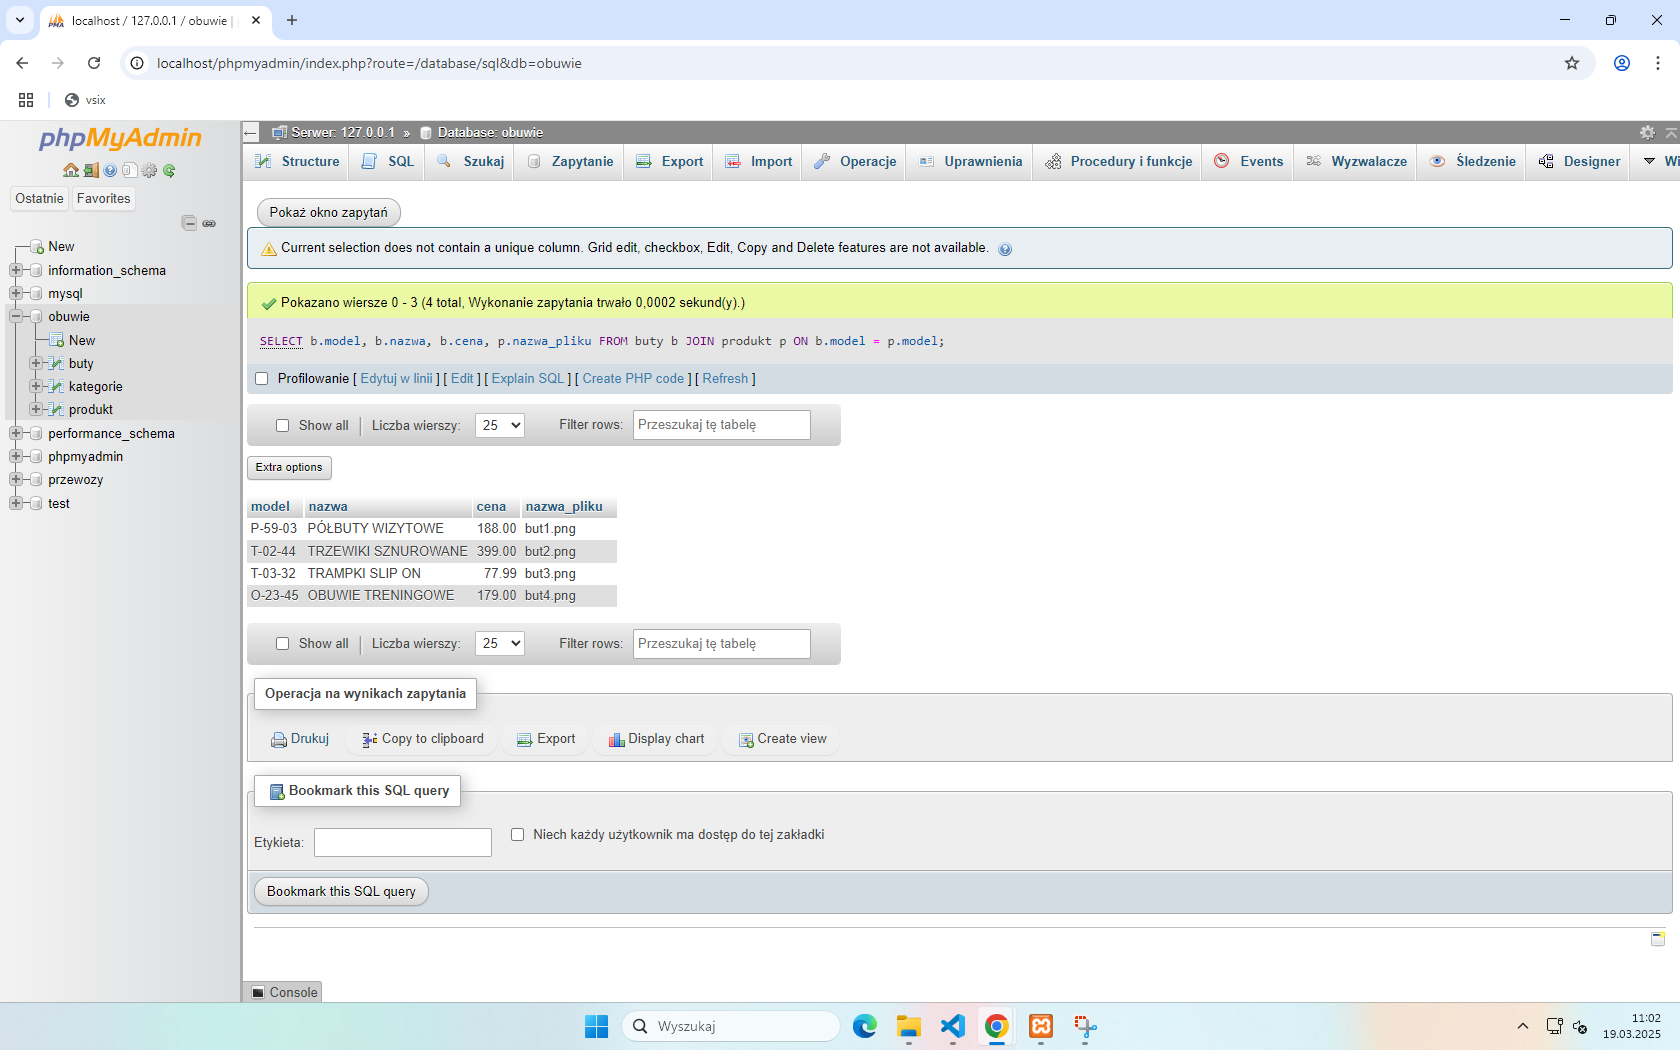 localhost / 127.0.0.1 / obuwie |
localhost/phpmyadmin/index.php?route=/database/sql&db=obuwie
vsix
phpMyAdmin
Ostatnie
Favorites
New
information_schema
mysql
obuwie
New
buty
kategorie
produkt
performance_schema
phpmyadmin
przewozy
test
Serwer: 127.0.0.1 » Database: obuwie
Structure
SQL
Szukaj
Zapytanie
Export
Import
Operacje
Uprawnienia
Procedury i funkcje
Events
Wyzwalacze
Śledzenie
Designer
Pokaż okno zapytań
Current selection does not contain a unique column. Grid edit, checkbox, Edit, Copy and Delete features are not available.
Pokazano wiersze 0 - 3 (4 total, Wykonanie zapytania trwało 0,0002 sekund(y).)
SELECT b.model, b.nazwa, b.cena, p.nazwa_pliku FROM buty b JOIN produkt p ON b.model = p.model;
Profilowanie [ Edytuj w linii ] [ Edit ] [ Explain SQL ] [ Create PHP code ] [ Refresh ]
Show all | Liczba wierszy: 25 Filter rows: Przeszukaj tę tabelę
Extra options
model nazwa cena nazwa_pliku
P-59-03 PÓŁBUTY WIZYTOWE 188.00 but1.png
T-02-44 TRZEWIKI SZNUROWANE 399.00 but2.png
T-03-32 TRAMPKI SLIP ON 77.99 but3.png
O-23-45 OBUWIE TRENINGOWE 179.00 but4.png
Show all | Liczba wierszy: 25 Filter rows: Przeszukaj tę tabelę
Operacja na wynikach zapytania
Drukuj
Copy to clipboard
Export
Display chart
Create view
Bookmark this SQL query
Etykieta:
Niech każdy użytkownik ma dostęp do tej zakładki
Bookmark this SQL query
Console
Wyszukaj
11:02
19.03.2025